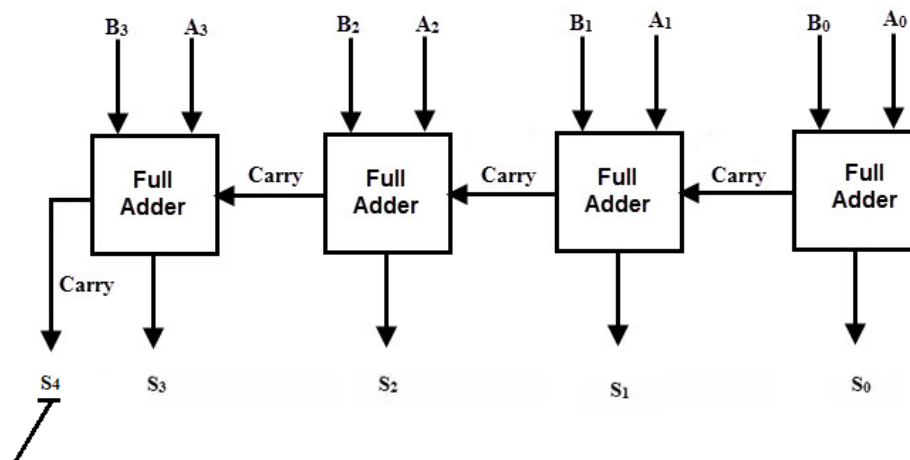 B3 A3 B2 A2 B1 A1 B0 A0
Full Adder Full Adder Full Adder Full Adder
Carry Carry Carry
Carry
S4 S3 S2 S1 S0